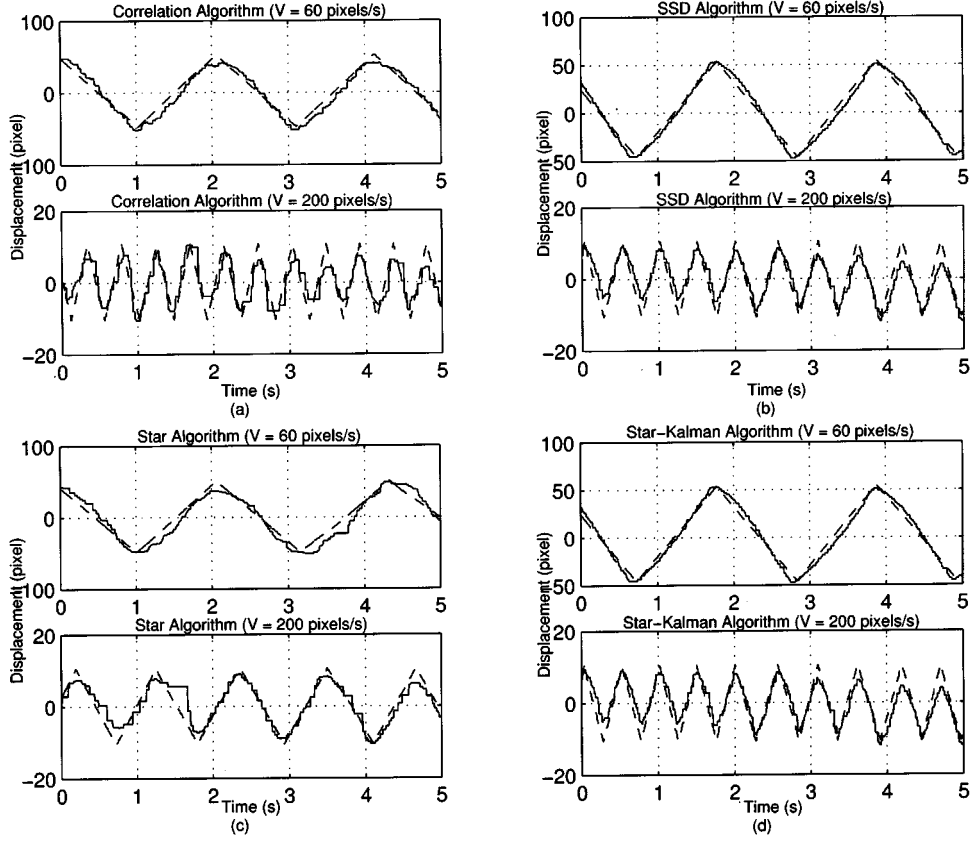 Correlation Algorithm (V = 60 pixels/s)
100
0
100
0 1 2 3 4 5
Correlation Algorithm (V = 200 pixels/s)
20
0
−20
0 1 2 3 4 5
Displacement (pixel)
Time (s)
(a)
SSD Algorithm (V = 60 pixels/s)
100
50
0
50
0 1 2 3 4 5
SSD Algorithm (V = 200 pixels/s)
20
0
−20
0 1 2 3 4 5
Displacement (pixel)
Time (s)
(b)
Star Algorithm (V = 60 pixels/s)
100
0
100
0 1 2 3 4 5
Star Algorithm (V = 200 pixels/s)
20
0
−20
0 1 2 3 4 5
Displacement (pixel)
Time (s)
(c)
Star−Kalman Algorithm (V = 60 pixels/s)
100
50
0
50
0 1 2 3 4 5
Star−Kalman Algorithm (V = 200 pixels/s)
20
0
−20
0 1 2 3 4 5
Displacement (pixel)
Time (s)
(d)